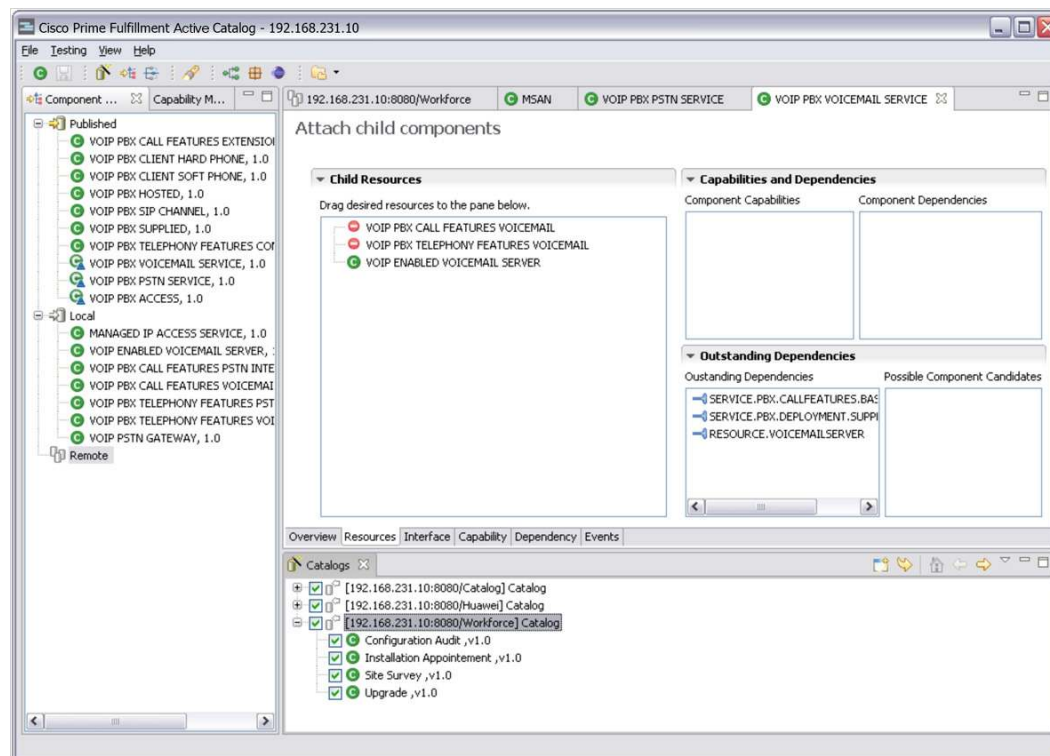 Cisco Prime Fulfillment Active Catalog - 192.168.231.10
File Testing View Help
Component ... Capability M...
192.168.231.10:8080/Workforce MSAN VOIP PBX PSTN SERVICE VOIP PBX VOICEMAIL SERVICE
Published
VOIP PBX CALL FEATURES EXTENSIO
VOIP PBX CLIENT HARD PHONE, 1.0
VOIP PBX CLIENT SOFT PHONE, 1.0
VOIP PBX HOSTED, 1.0
VOIP PBX SIP CHANNEL, 1.0
VOIP PBX SUPPLIED, 1.0
VOIP PBX TELEPHONY FEATURES CO
VOIP PBX VOICEMAIL SERVICE, 1.0
VOIP PBX PSTN SERVICE, 1.0
VOIP PBX ACCESS, 1.0
Local
MANAGED IP ACCESS SERVICE, 1.0
VOIP ENABLED VOICEMAIL SERVER,
VOIP PBX CALL FEATURES PSTN INTE
VOIP PBX CALL FEATURES VOICEMAI
VOIP PBX TELEPHONY FEATURES PST
VOIP PBX TELEPHONY FEATURES VOI
VOIP PSTN GATEWAY, 1.0
Remote
Attach child components
Child Resources
Drag desired resources to the pane below.
VOIP PBX CALL FEATURES VOICEMAIL
VOIP PBX TELEPHONY FEATURES VOICEMAIL
VOIP ENABLED VOICEMAIL SERVER
Capabilities and Dependencies
Component Capabilities Component Dependencies
Outstanding Dependencies
Oustanding Dependencies Possible Component Candidates
SERVICE.PBX.CALLFEATURES.BAS
SERVICE.PBX.DEPLOYMENT.SUPPI
RESOURCE.VOICEMAILSERVER
Overview Resources Interface Capability Dependency Events
Catalogs
[192.168.231.10:8080/Catalog] Catalog
[192.168.231.10:8080/Huawei] Catalog
[192.168.231.10:8080/Workforce] Catalog
Configuration Audit ,v1.0
Installation Appointement ,v1.0
Site Survey ,v1.0
Upgrade ,v1.0